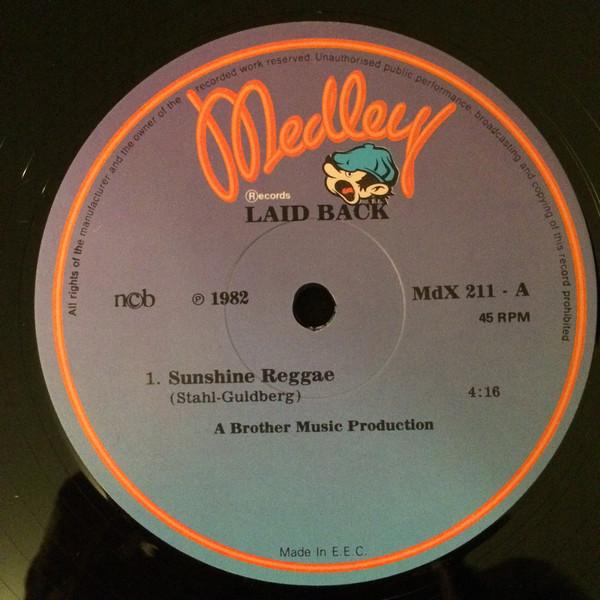 All rights of the manufacturer and the owner of the recorded work reserved. Unauthorised public performance, broadcasting and copying of this record prohibited.
Medley
Records
LAID BACK
ncb
℗ 1982
MdX 211 - A
45 RPM
1. Sunshine Reggae
4:16
(Stahl-Guldberg)
A Brother Music Production
Made In E.E.C.